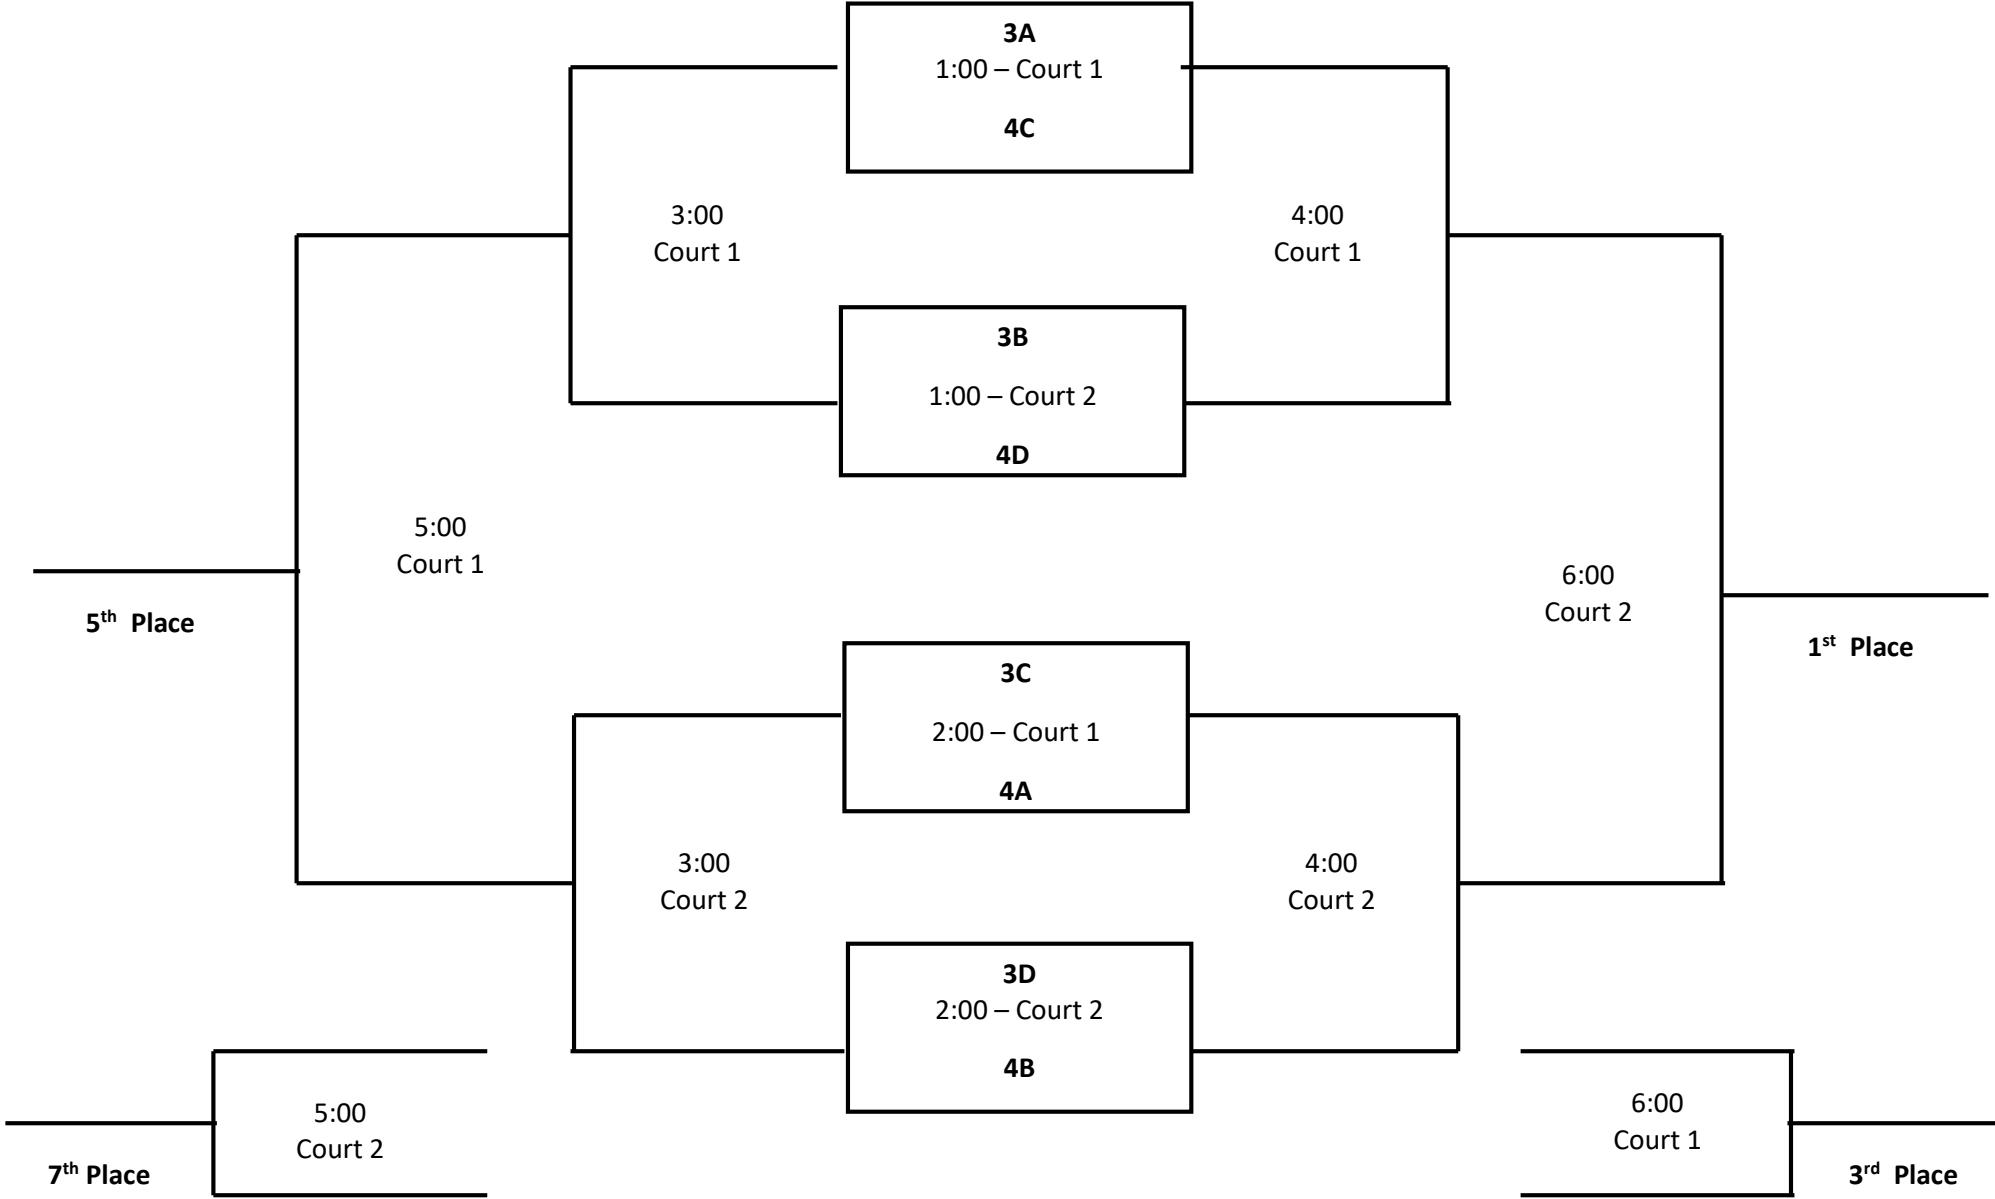 3A
1:00 – Court 1
4C
3:00
Court 1
4:00
Court 1
3B
1:00 – Court 2
4D
5:00
Court 1
5th Place
6:00
Court 2
1st Place
3C
2:00 – Court 1
4A
3:00
Court 2
4:00
Court 2
3D
2:00 – Court 2
4B
5:00
Court 2
7th Place
6:00
Court 1
3rd Place